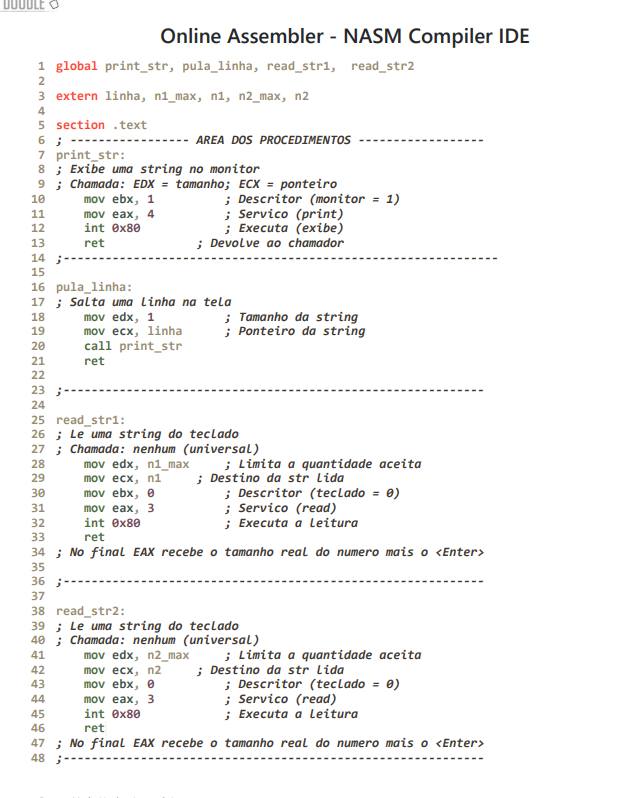 DOODLE
Online Assembler - NASM Compiler IDE
1 global print_str, pula_linha, read_str1, read_str2
2
3 extern linha, n1_max, n1, n2_max, n2
4
5 section .text
6 ; ----------------- AREA DOS PROCEDIMENTOS ------------------
7 print_str:
8 ; Exibe uma string no monitor
9 ; Chamada: EDX = tamanho; ECX = ponteiro
10 mov ebx, 1 ; Descritor (monitor = 1)
11 mov eax, 4 ; Servico (print)
12 int 0x80 ; Executa (exibe)
13 ret ; Devolve ao chamador
14 ;--------------------------------------------------------------
15
16 pula_linha:
17 ; Salta uma linha na tela
18 mov edx, 1 ; Tamanho da string
19 mov ecx, linha ; Ponteiro da string
20 call print_str
21 ret
22
23 ;------------------------------------------------------------
24
25 read_str1:
26 ; Le uma string do teclado
27 ; Chamada: nenhum (universal)
28 mov edx, n1_max ; Limita a quantidade aceita
29 mov ecx, n1 ; Destino da str lida
30 mov ebx, 0 ; Descritor (teclado = 0)
31 mov eax, 3 ; Servico (read)
32 int 0x80 ; Executa a leitura
33 ret
34 ; No final EAX recebe o tamanho real do numero mais o <Enter>
35
36 ;------------------------------------------------------------
37
38 read_str2:
39 ; Le uma string do teclado
40 ; Chamada: nenhum (universal)
41 mov edx, n2_max ; Limita a quantidade aceita
42 mov ecx, n2 ; Destino da str lida
43 mov ebx, 0 ; Descritor (teclado = 0)
44 mov eax, 3 ; Servico (read)
45 int 0x80 ; Executa a leitura
46 ret
47 ; No final EAX recebe o tamanho real do numero mais o <Enter>
48 ;------------------------------------------------------------